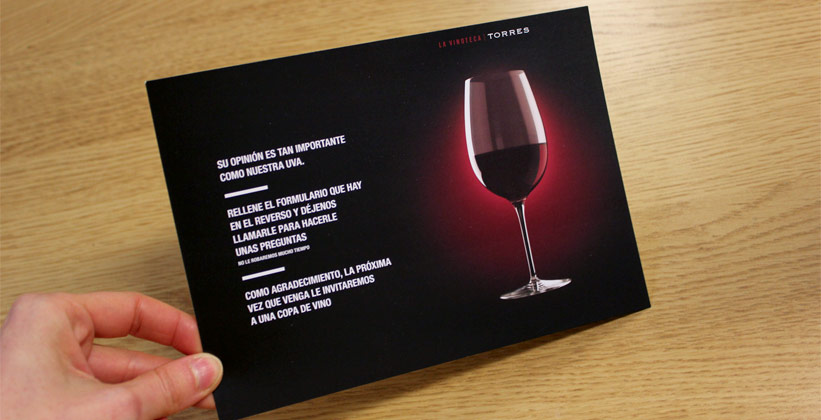 LA VINOTECA | TORRES
SU OPINIÓN ES TAN IMPORTANTE
COMO NUESTRA UVA.
RELLENE EL FORMULARIO QUE HAY
EN EL REVERSO Y DÉJENOS
LLAMARLE PARA HACERLE
UNAS PREGUNTAS
NO LE ROBAREMOS MUCHO TIEMPO
COMO AGRADECIMIENTO, LA PRÓXIMA
VEZ QUE VENGA LE INVITAREMOS
A UNA COPA DE VINO